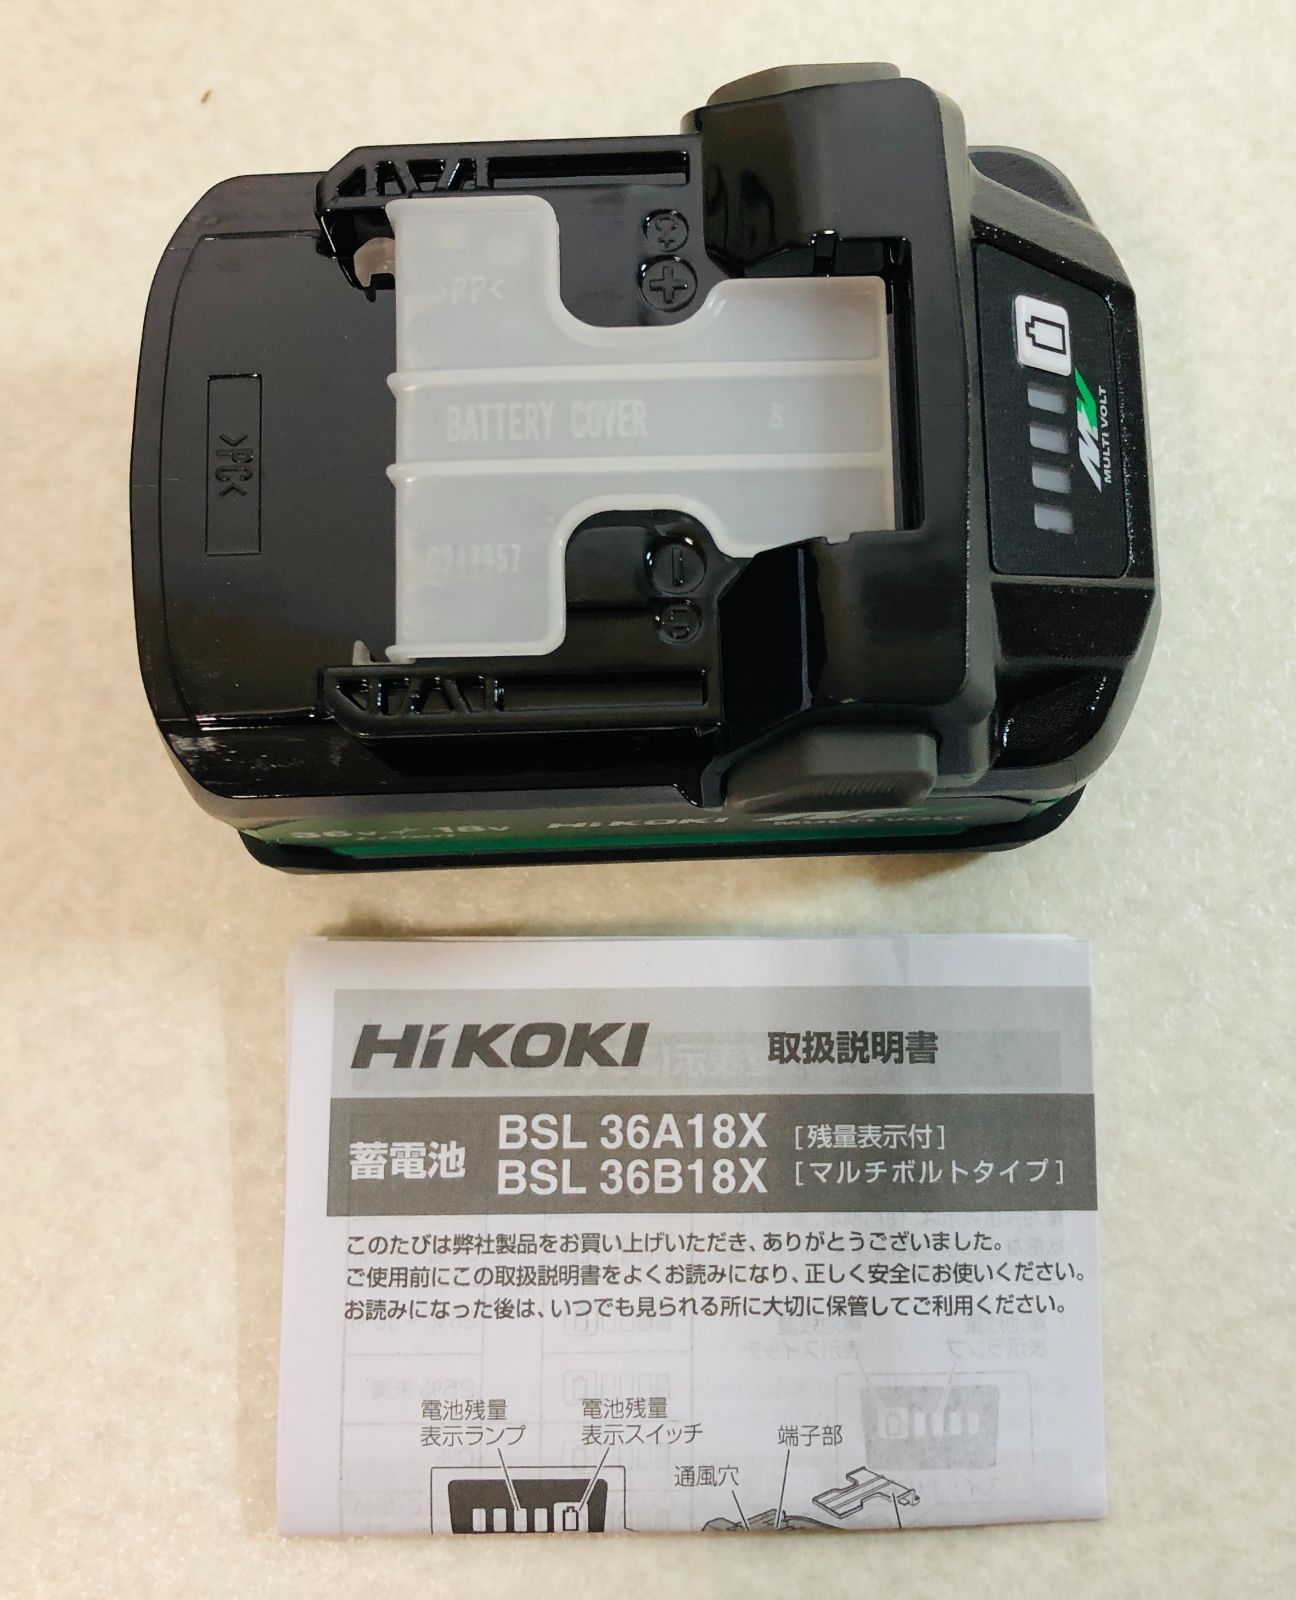 C+
+
>PP<
BATTERY COVER S
>PC<
−
LD
MULTI VOLT
36V 18V HiKOKI MULTI VOLT
HiKOKI 取扱説明書
蓄電池
BSL 36A18X [残量表示付]
BSL 36B18X [マルチボルトタイプ]
このたびは弊社製品をお買い上げいただき、ありがとうございました。
ご使用前にこの取扱説明書をよくお読みになり、正しく安全にお使いください。
お読みになった後は、いつでも見られる所に大切に保管してご利用ください。
電池残量
表示ランプ
電池残量
表示スイッチ
端子部
通風穴